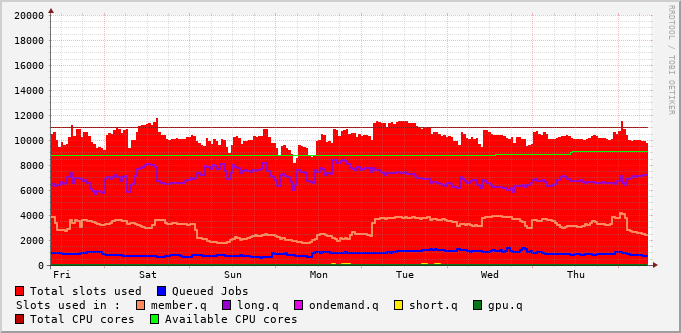 RRDTOOL / TOBI OETIKER
20000
18000
16000
14000
12000
10000
8000
6000
4000
2000
0
Fri Sat Sun Mon Tue Wed Thu
Total slots used Queued Jobs
Slots used in : member.q long.q ondemand.q short.q gpu.q
Total CPU cores Available CPU cores